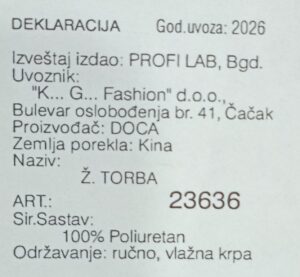 DEKLARACIJA God.uvoza: 2026
Izveštaj izdao: PROFI LAB, Bgd.
Uvoznik:
"K... G... Fashion" d.o.o.,
Bulevar oslobođenja br. 41, Čačak
Proizvođač: DOCA
Zemlja porekla: Kina
Naziv:
Ž. TORBA
ART.: 23636
Sir.Sastav:
100% Poliuretan
Održavanje: ručno, vlažna krpa